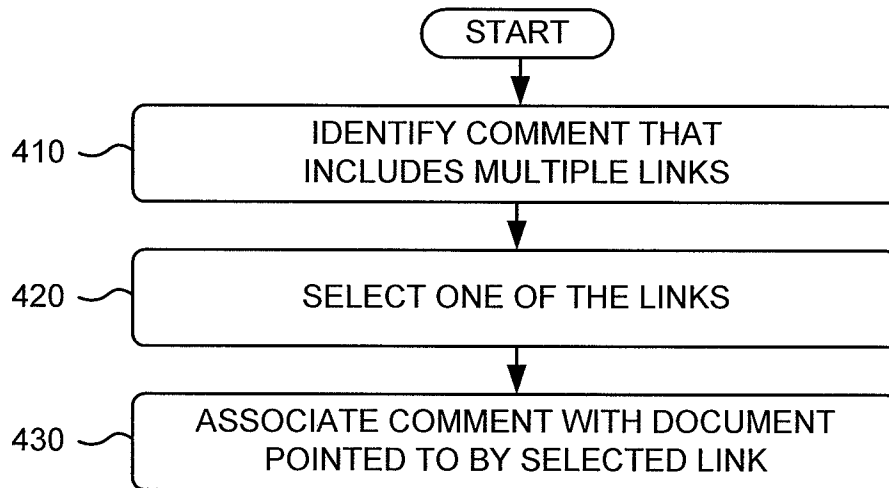 START
410
IDENTIFY COMMENT THAT
INCLUDES MULTIPLE LINKS
420
SELECT ONE OF THE LINKS
430
ASSOCIATE COMMENT WITH DOCUMENT
POINTED TO BY SELECTED LINK